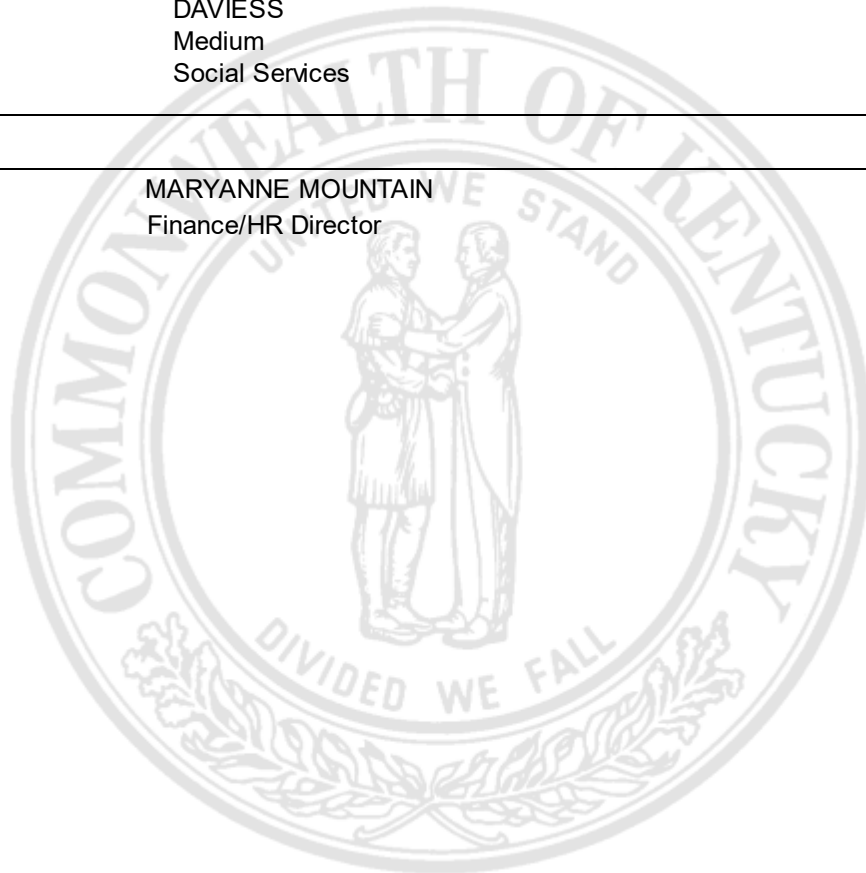 DAVIESS
Medium
Social Services
MARYANNE MOUNTAIN
Finance/HR Director
COMMONWEALTH OF KENTUCKY
UNITED WE STAND
DIVIDED WE FALL